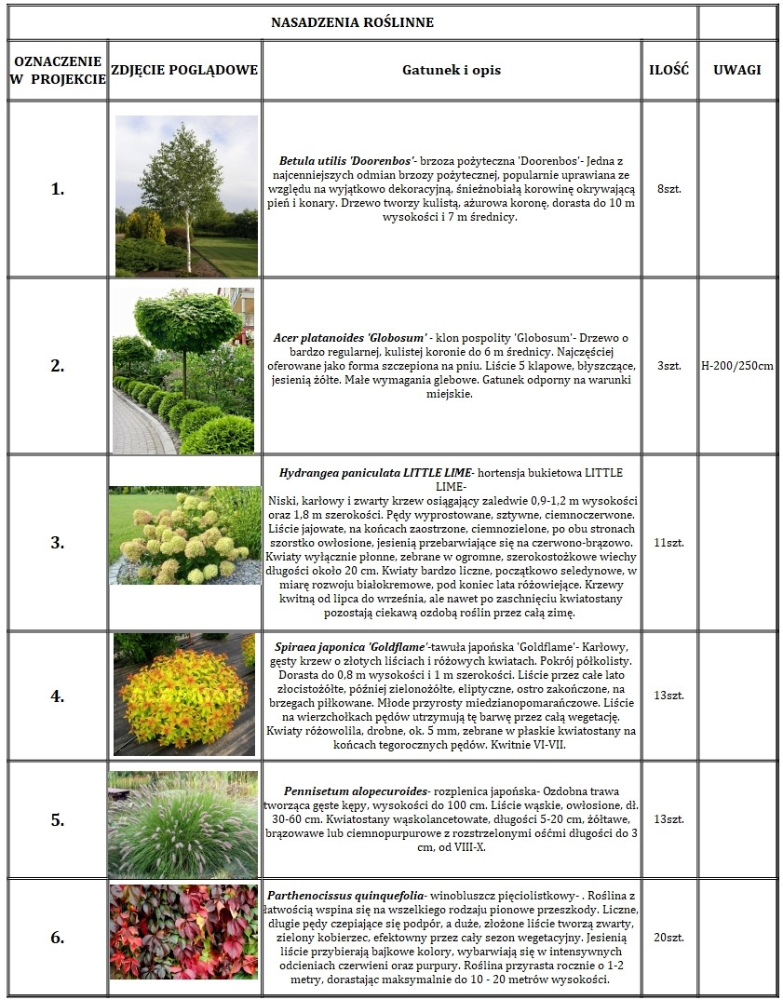 NASADZENIA ROŚLINNE
OZNACZENIE
W PROJEKCIE
ZDJĘCIE POGLĄDOWE
Gatunek i opis
ILOŚĆ
UWAGI
1.
Betula utilis 'Doorenbos'- brzoza pożyteczna 'Doorenbos'- Jedna z
najcenniejszych odmian brzozy pożytecznej, popularnie uprawiana ze
względu na wyjątkowo dekoracyjną, śnieżnobiałą korowinę okrywającą
pień i konary. Drzewo tworzy kulistą, ażurowa koronę, dorasta do 10 m
wysokości i 7 m średnicy.
8szt.
2.
Acer platanoides 'Globosum' - klon pospolity 'Globosum'- Drzewo o
bardzo regularnej, kulistej koronie do 6 m średnicy. Najczęściej
oferowane jako forma szczepiona na pniu. Liście 5 klapowe, błyszczące,
jesienią żółte. Małe wymagania glebowe. Gatunek odporny na warunki
miejskie.
3szt.
H-200/250cm
3.
Hydrangea paniculata LITTLE LIME- hortensja bukietowa LITTLE
LIME-
Niski, karłowy i zwarty krzew osiągający zaledwie 0,9-1,2 m wysokości
oraz 1,8 m szerokości. Pędy wyprostowane, sztywne, ciemnoczerwone.
Liście jajowate, na końcach zaostrzone, ciemnozielone, po obu stronach
szorstko owłosione, jesienią przebarwiające się na czerwono-brązowo.
Kwiaty wyłącznie płonne, zebrane w ogromne, szerokostożkowe wiechy
długości około 20 cm. Kwiaty bardzo liczne, początkowo seledynowe, w
miarę rozwoju białokremowe, pod koniec lata różowiejące. Krzewy
kwitną od lipca do września, ale nawet po zaschnięciu kwiatostany
pozostają ciekawą ozdobą roślin przez całą zimę.
11szt.
4.
Spiraea japonica 'Goldflame'-tawuła japońska 'Goldflame'- Karłowy,
gęsty krzew o złotych liściach i różowych kwiatach. Pokrój półkolisty.
Dorasta do 0,8 m wysokości i 1 m szerokości. Liście przez całe lato
złocistożółte, później zielonożółte, eliptyczne, ostro zakończone, na
brzegach piłkowane. Młode przyrosty miedzianopomarańczowe. Liście
na wierzchołkach pędów utrzymują tę barwę przez całą wegetację.
Kwiaty różowolila, drobne, ok. 5 mm, zebrane w płaskie kwiatostany na
końcach tegorocznych pędów. Kwitnie VI-VII.
13szt.
5.
Pennisetum alopecuroides- rozplenica japońska- Ozdobna trawa
tworząca gęste kępy, wysokości do 100 cm. Liście wąskie, owłosione, dł.
30-60 cm. Kwiatostany wąskolancetowate, długości 5-20 cm, żółtawe,
brązowawe lub ciemnopurpurowe z rozstrzelonymi ośćmi długości do 3
cm, od VIII-X.
13szt.
6.
Parthenocissus quinquefolia- winobluszcz pięciolistkowy- . Roślina z
łatwością wspina się na wszelkiego rodzaju pionowe przeszkody. Liczne,
długie pędy czepiające się podpór, a duże, złożone liście tworzą zwarty,
zielony kobierzec, efektowny przez cały sezon wegetacyjny. Jesienią
liście przybierają bajkowe kolory, wybarwiają się w intensywnych
odcieniach czerwieni oraz purpury. Roślina przyrasta rocznie o 1-2
metry, dorastając maksymalnie do 10 - 20 metrów wysokości.
20szt.